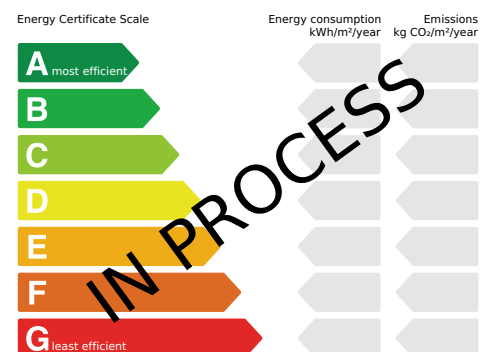 Energy Certificate Scale
Energy consumption
kWh/m²/year
Emissions
kg CO₂/m²/year
A most efficient
B
C
D
E
F
G least efficient
IN PROCESS